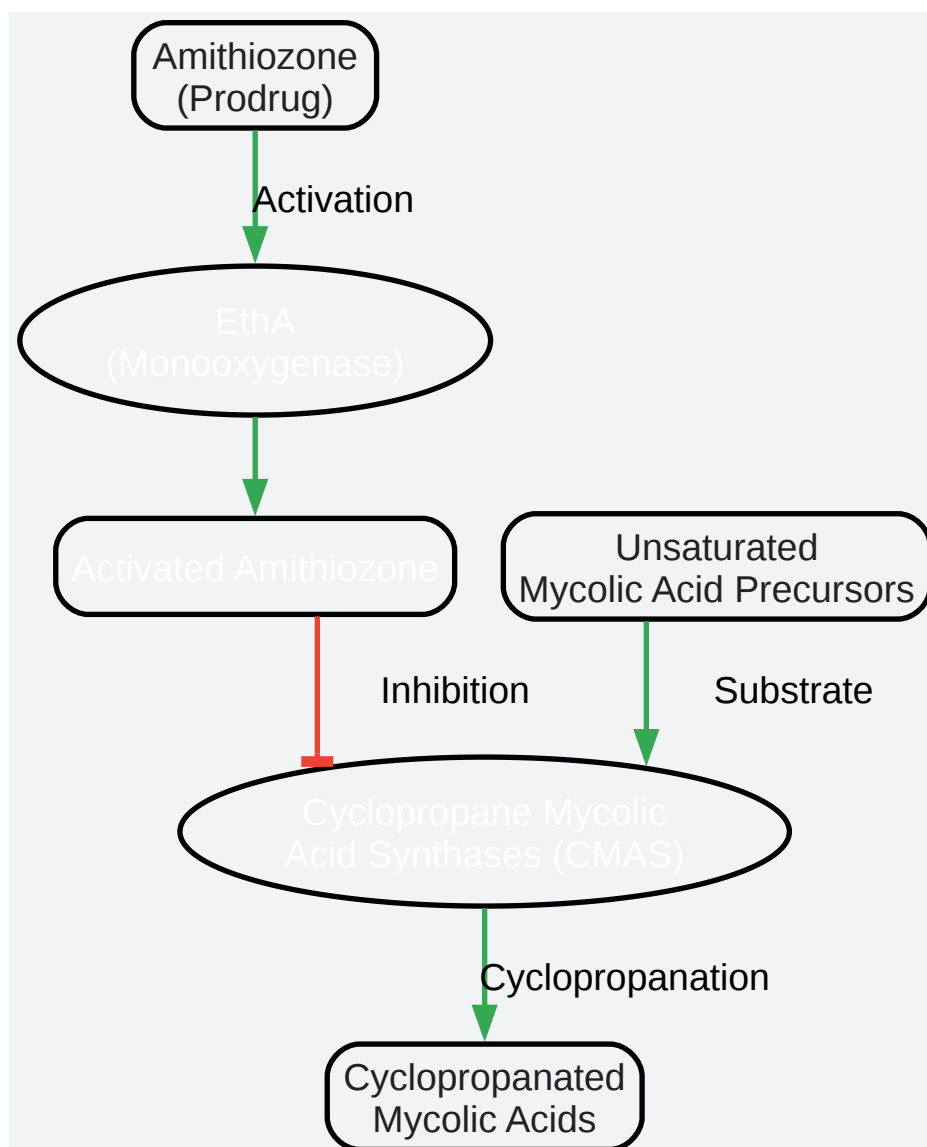 Amithiozone
(Prodrug)
Activation
EthA
(Monooxygenase)
Activated Amithiozone
Unsaturated
Mycolic Acid Precursors
Inhibition
Substrate
Cyclopropane Mycolic
Acid Synthases (CMAS)
Cyclopropanation
Cyclopropanated
Mycolic Acids